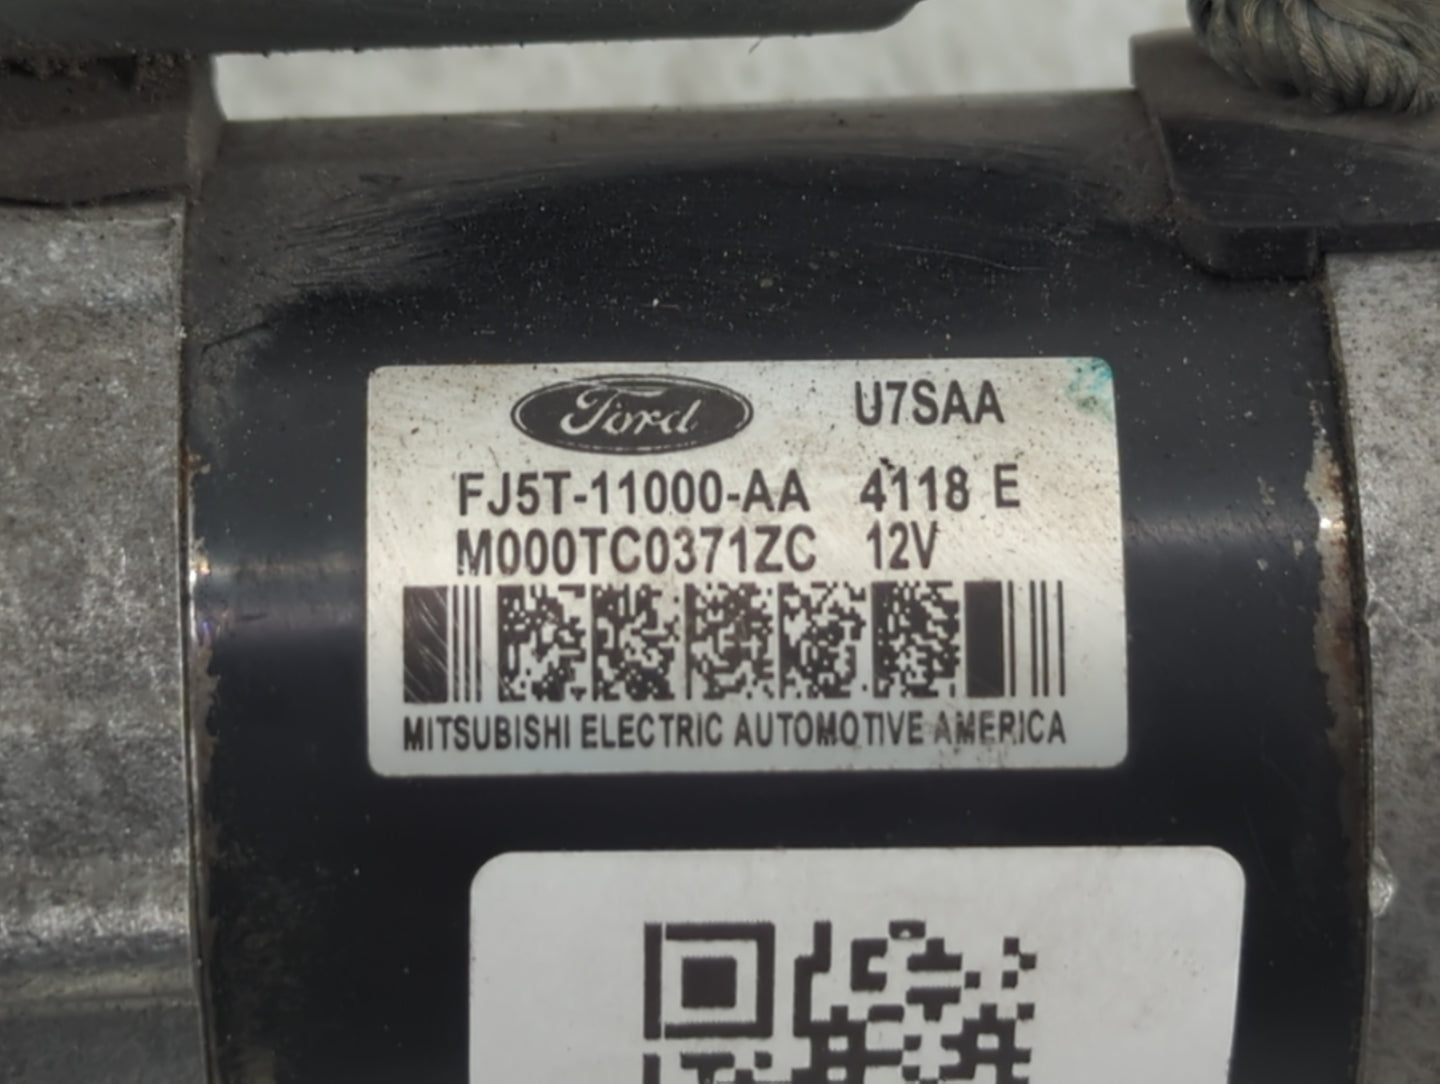 Ford U7SAA
FJ5T-11000-AA 4118 E
M000TC0371ZC 12V
MITSUBISHI ELECTRIC AUTOMOTIVE AMERICA